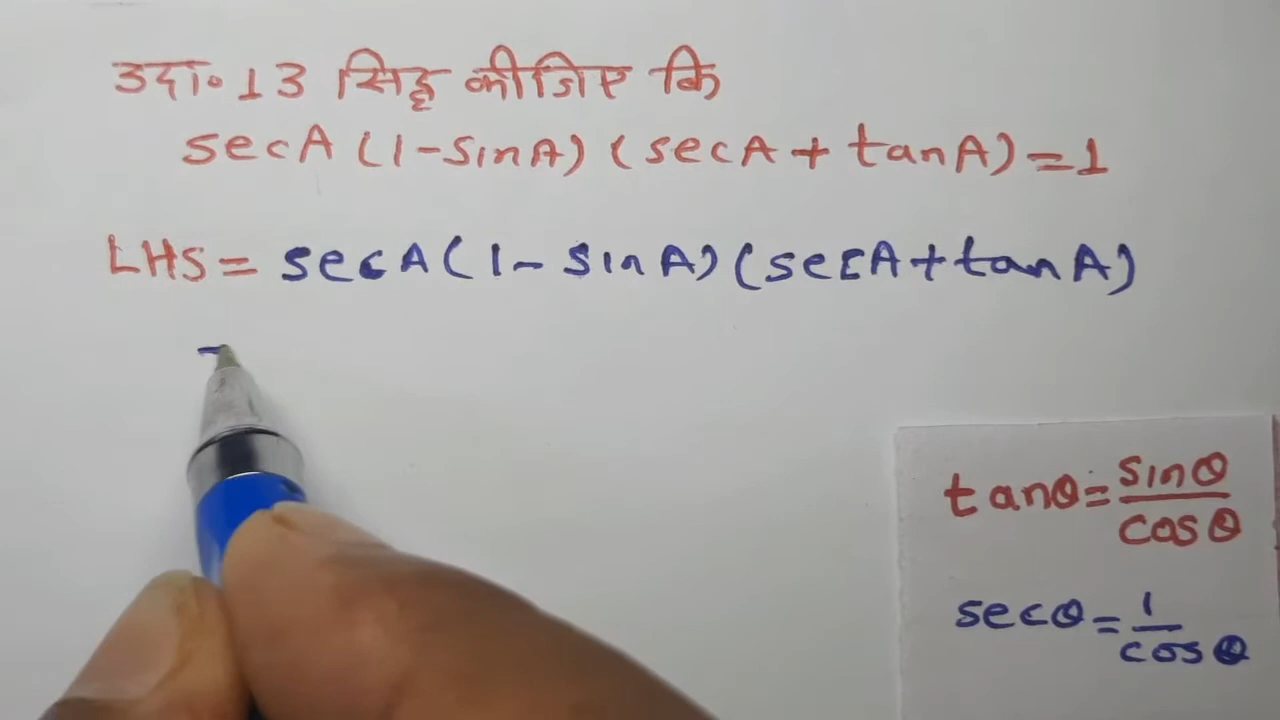 उदा॰ 13 सिद्ध कीजिए कि
secA (1-sinA) (secA + tanA) = 1
LHS = secA (1- sinA) (secA + tanA)
tanθ = sinθ/cosθ
secθ = 1/cosθ